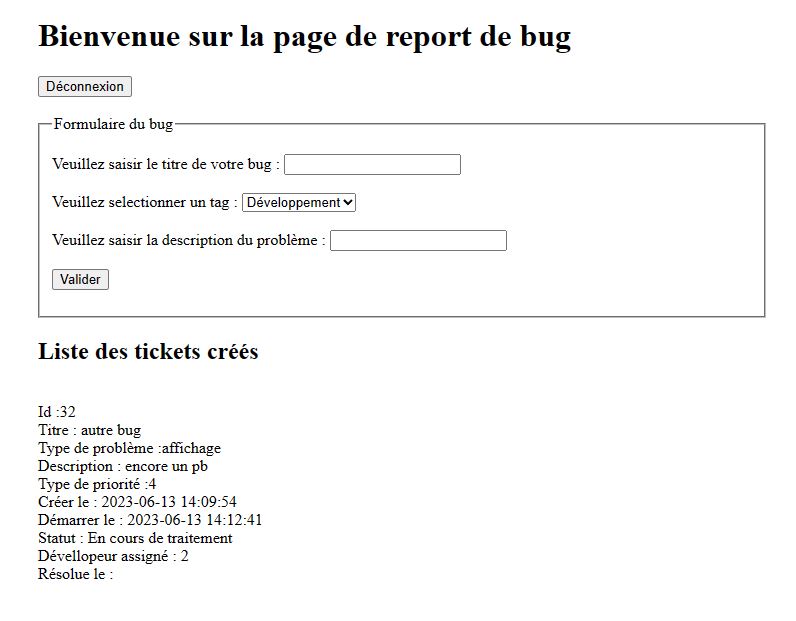 Bienvenue sur la page de report de bug
Déconnexion
Formulaire du bug
Veuillez saisir le titre de votre bug :
Veuillez selectionner un tag : Développement
Veuillez saisir la description du problème :
Valider
Liste des tickets créés
Id :32
Titre : autre bug
Type de problème :affichage
Description : encore un pb
Type de priorité :4
Créer le : 2023-06-13 14:09:54
Démarrer le : 2023-06-13 14:12:41
Statut : En cours de traitement
Dévellopeur assigné : 2
Résolue le :